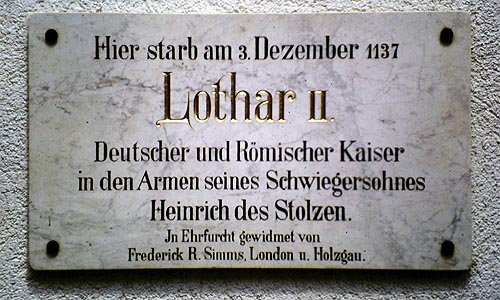 Hier starb am 3. Dezember 1137
Lothar II.
Deutscher und Römischer Kaiser
in den Armen seines Schwiegersohnes
Heinrich des Stolzen.
Jn Ehrfurcht gewidmet von
Frederick R. Simms, London u. Holzgau.